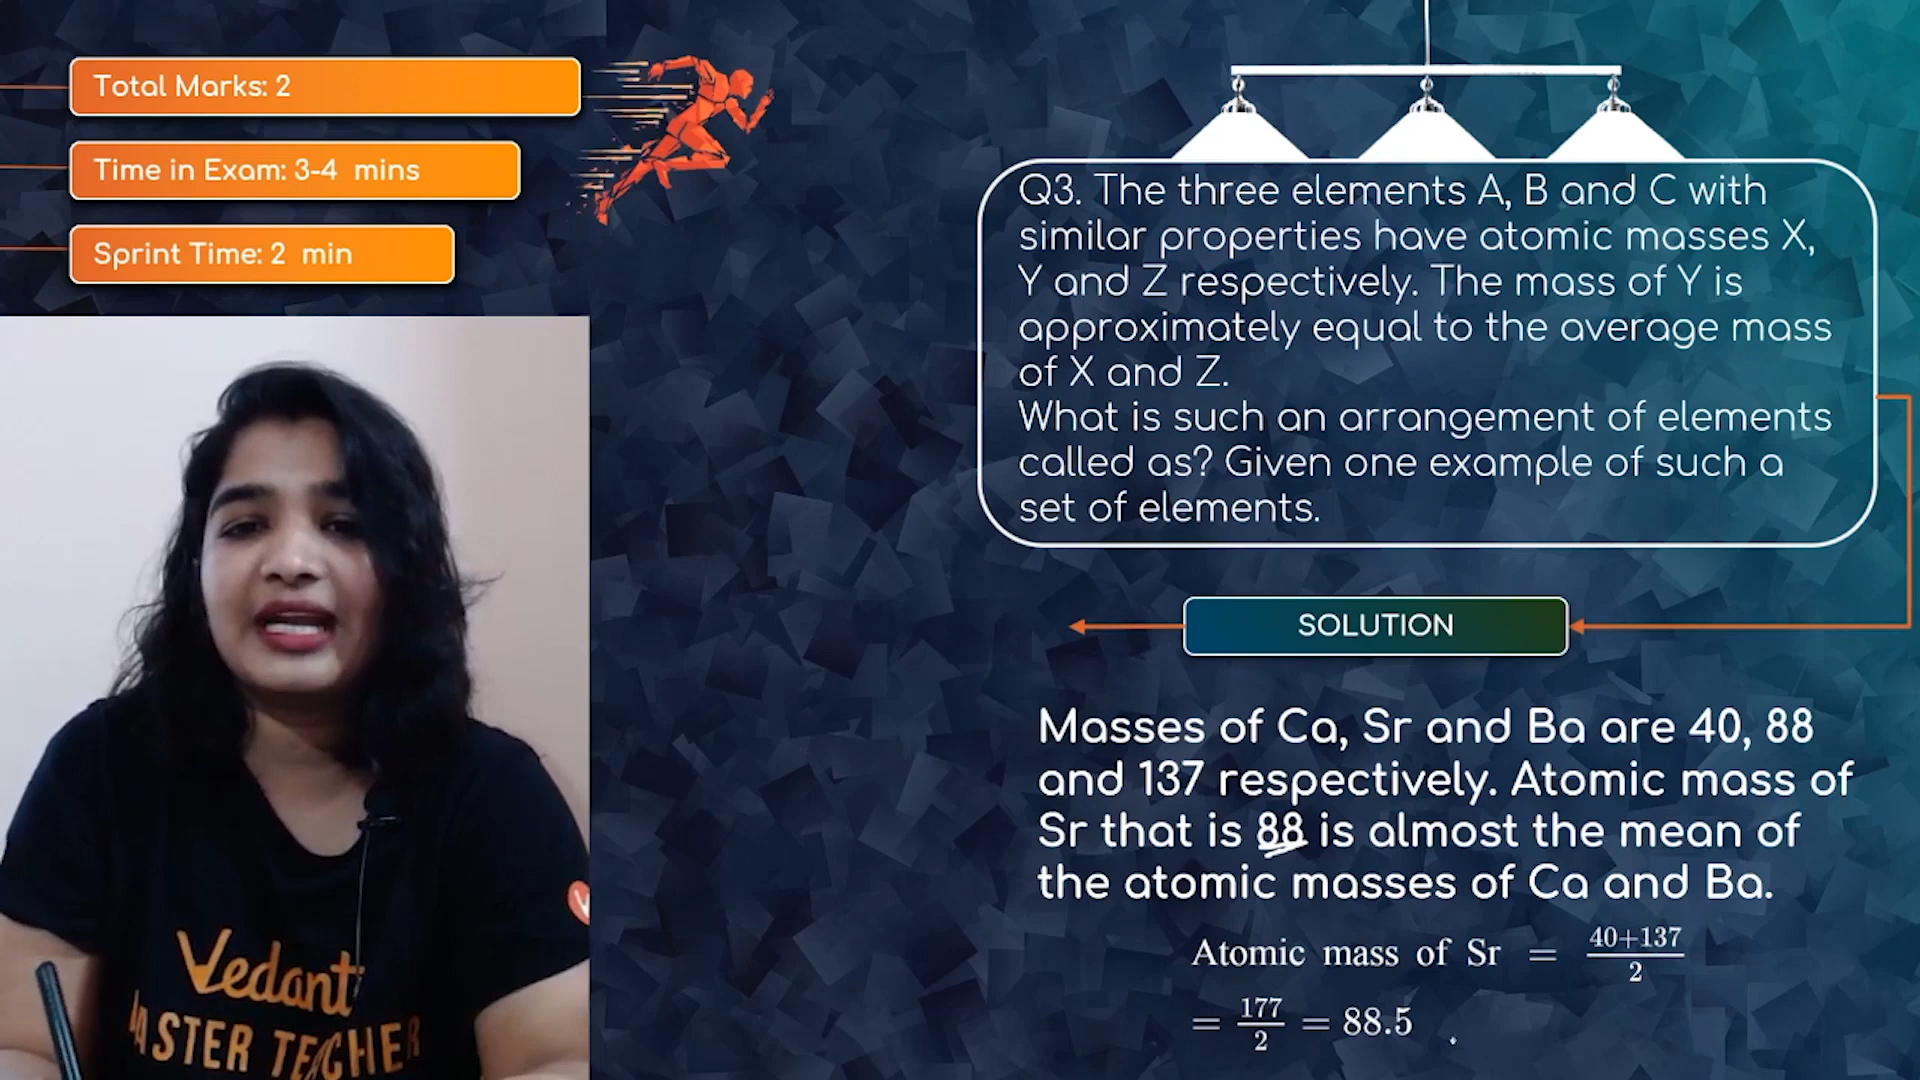 Total Marks: 2
Time in Exam: 3-4 mins
Sprint Time: 2 min
Q3. The three elements A, B and C with
similar properties have atomic masses X,
Y and Z respectively. The mass of Y is
approximately equal to the average mass
of X and Z.
What is such an arrangement of elements
called as? Given one example of such a
set of elements.
SOLUTION
Masses of Ca, Sr and Ba are 40, 88
and 137 respectively. Atomic mass of
Sr that is 88 is almost the mean of
the atomic masses of Ca and Ba.
Atomic mass of Sr = \frac{40+137}{2}
= \frac{177}{2} = 88.5
Vedant
MASTER TEACHER